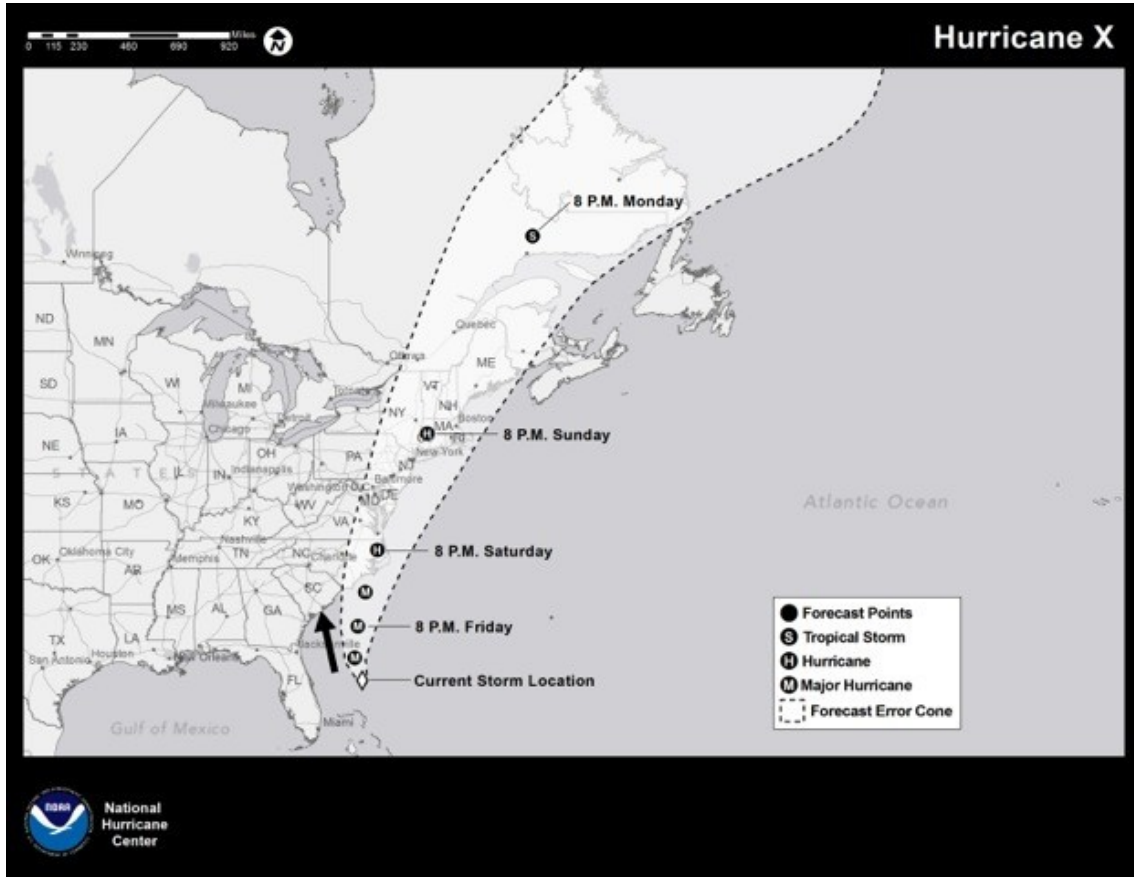 Miles
0 115 230 460 690 920
N
Hurricane X
8 P.M. Monday
S
Winnipeg
ND
MN
Quebec
Ottawa
ME
SD
WI
MI
Toronto
VT
NH
NY
Milwaukee
Boston
MA
Detroit
H
8 P.M. Sunday
Chicago
IA
NE
New York
PA
OH
NJ
STATES
IL
IN
Indianapolis
Baltimore
Washington D.C.
DE
MD
KS
MO
WV
Atlantic Ocean
VA
KY
Nashville
H
8 P.M. Saturday
OK
Oklahoma City
TN
NC
Charlotte
Memphis
AR
SC
M
MS
AL
GA
M
8 P.M. Friday
TX
LA
Jacksonville
San Antonio
Houston
New Orleans
M
FL
Current Storm Location
Gulf of Mexico
Miami
Forecast Points
S Tropical Storm
H Hurricane
M Major Hurricane
Forecast Error Cone
NOAA
National
Hurricane
Center